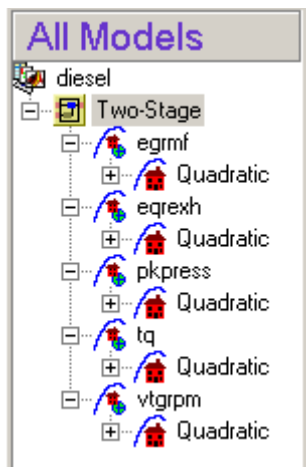 All Models
diesel
Two-Stage
egrmf
Quadratic
eqrexh
Quadratic
pkpress
Quadratic
tq
Quadratic
vtgrpm
Quadratic